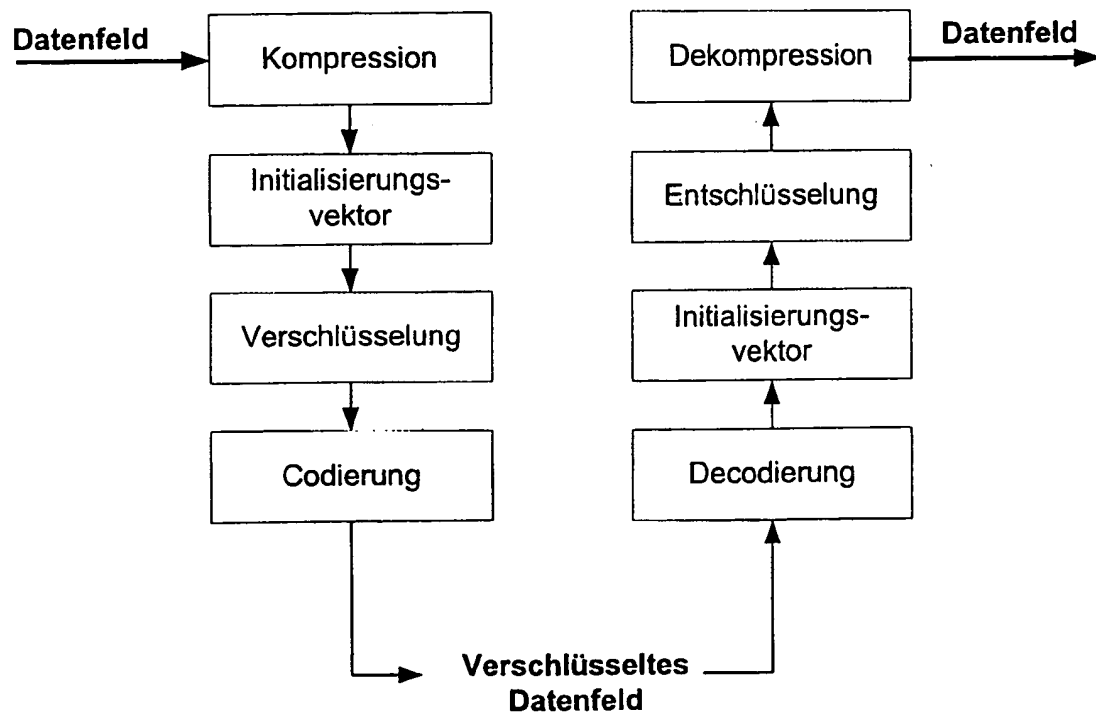 Datenfeld
Kompression
Initialisierungs-
vektor
Verschlüsselung
Codierung
Verschlüsseltes
Datenfeld
Decodierung
Initialisierungs-
vektor
Entschlüsselung
Dekompression
Datenfeld